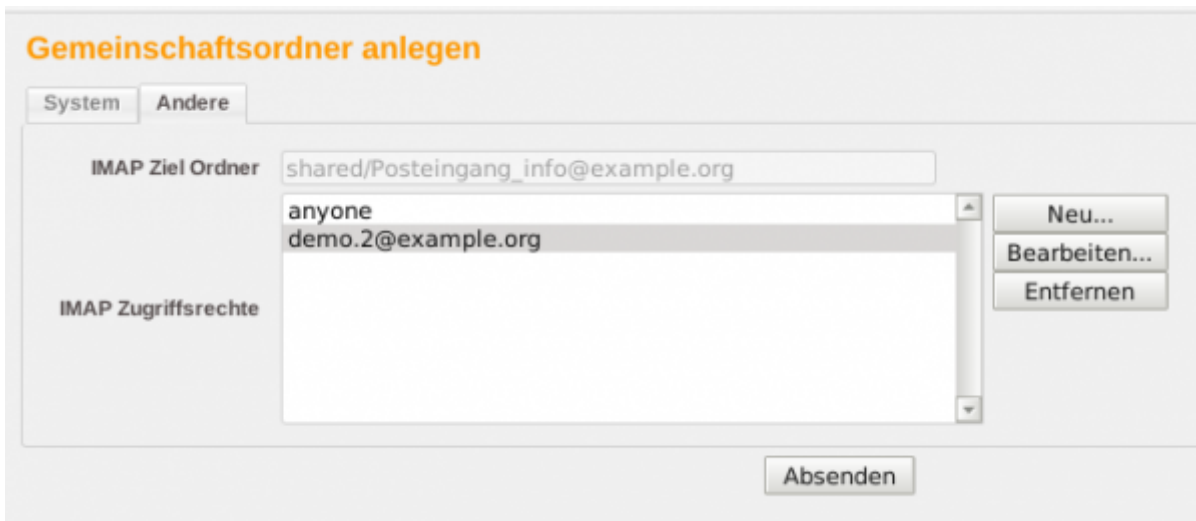 Gemeinschaftsordner anlegen
System Andere
IMAP Ziel Ordner shared/Posteingang_info@example.org
anyone Neu...
demo.2@example.org Bearbeiten...
IMAP Zugriffsrechte Entfernen
Absenden